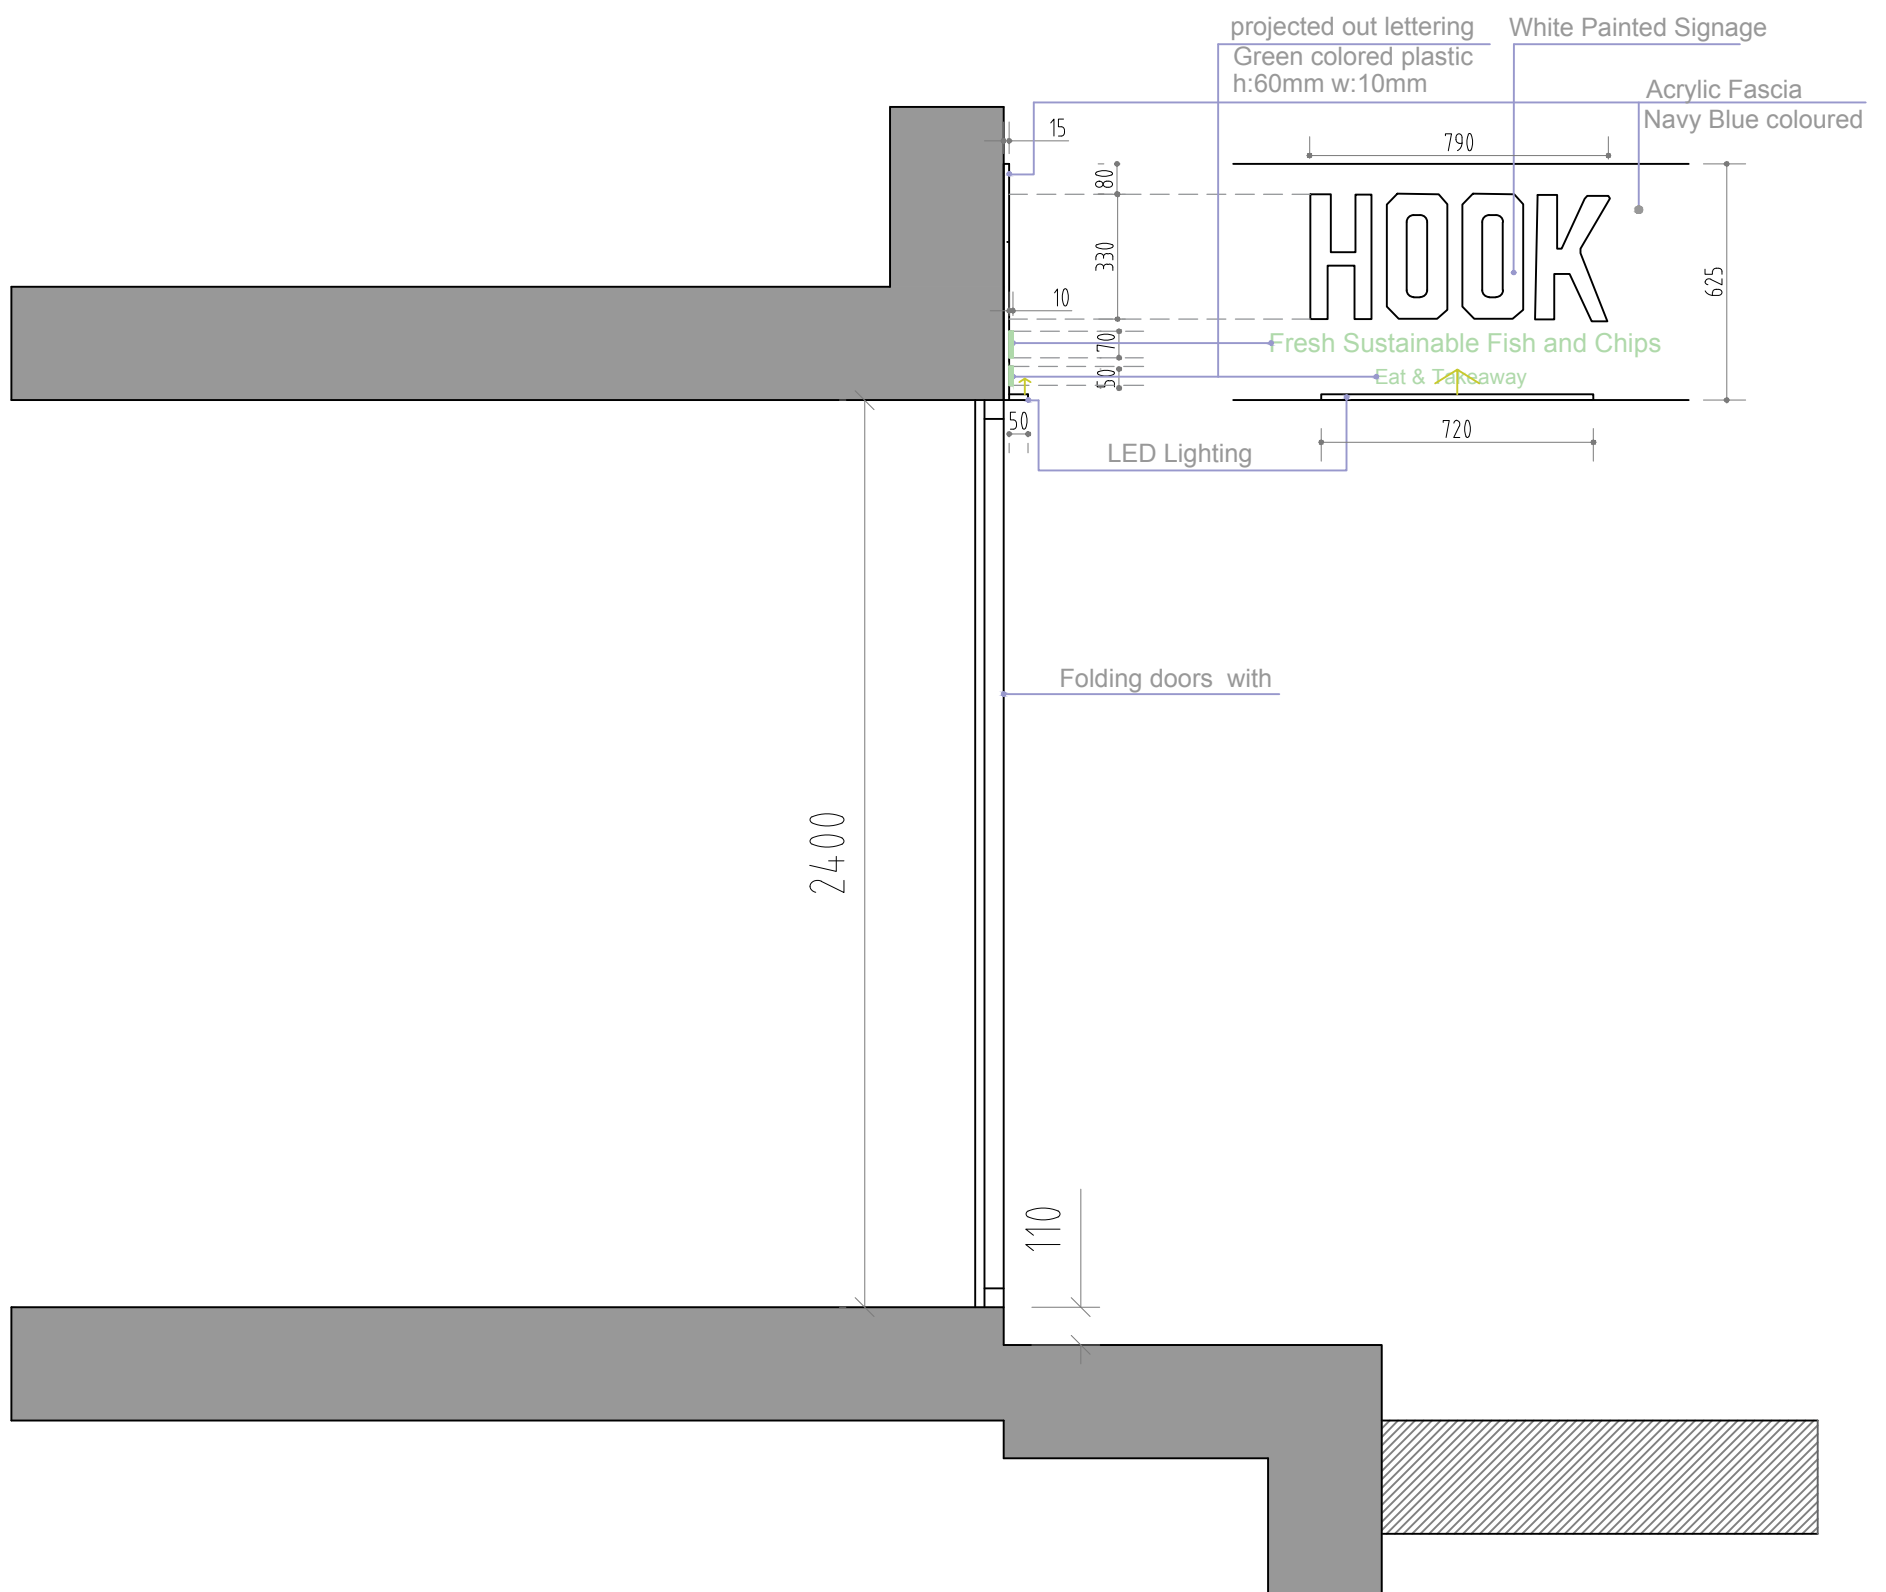 projected out lettering
Green colored plastic
h:60mm w:10mm
White Painted Signage
Acrylic Fascia
Navy Blue coloured
15
790
80
HOOK
330
625
10
70
Fresh Sustainable Fish and Chips
50
Eat & Takeaway
50
720
LED Lighting
Folding doors with
2400
110